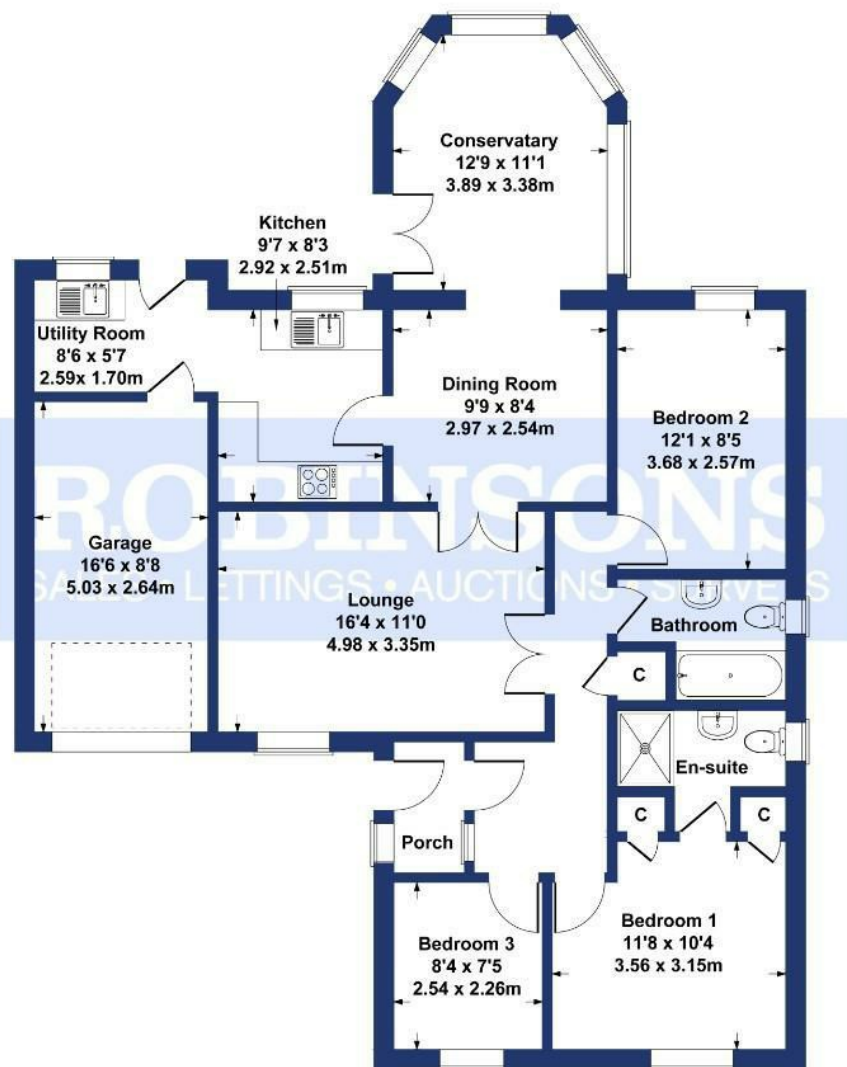 Conservatary
12'9 x 11'1
3.89 x 3.38m
Kitchen
9'7 x 8'3
2.92 x 2.51m
Utility Room
8'6 x 5'7
2.59x 1.70m
Dining Room
9'9 x 8'4
2.97 x 2.54m
Bedroom 2
12'1 x 8'5
3.68 x 2.57m
ROBINSONS
SALES • LETTINGS • AUCTIONS • SURVEYS
Garage
16'6 x 8'8
5.03 x 2.64m
Lounge
16'4 x 11'0
4.98 x 3.35m
Bathroom
C
En-suite
C
C
Porch
Bedroom 3
8'4 x 7'5
2.54 x 2.26m
Bedroom 1
11'8 x 10'4
3.56 x 3.15m